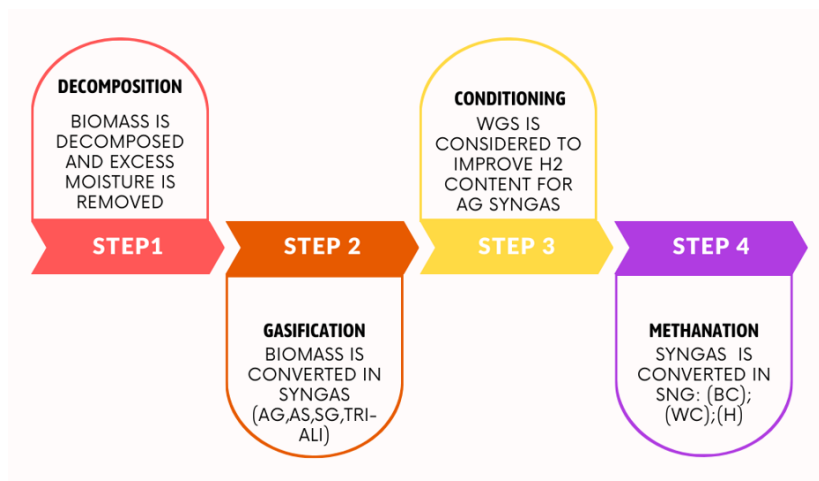 DECOMPOSITION
BIOMASS IS
DECOMPOSED
AND EXCESS
MOISTURE IS
REMOVED
STEP1
STEP 2
GASIFICATION
BIOMASS IS
CONVERTED IN
SYNGAS
(AG,AS,SG,TRI-
ALI)
CONDITIONING
WGS IS
CONSIDERED TO
IMPROVE H2
CONTENT FOR
AG SYNGAS
STEP 3
STEP 4
METHANATION
SYNGAS IS
CONVERTED IN
SNG: (BC);
(WC);(H)